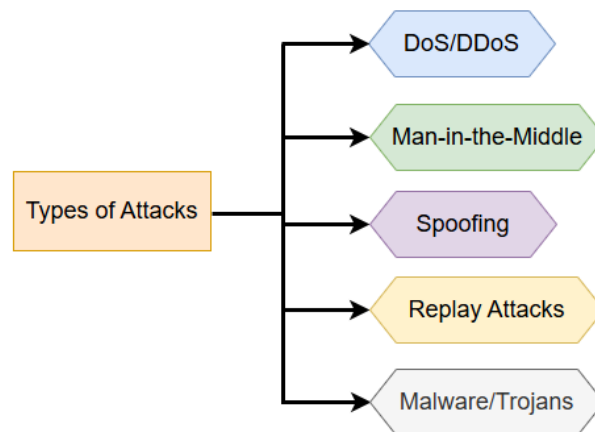 DoS/DDoS
Man-in-the-Middle
Types of Attacks
Spoofing
Replay Attacks
Malware/Trojans